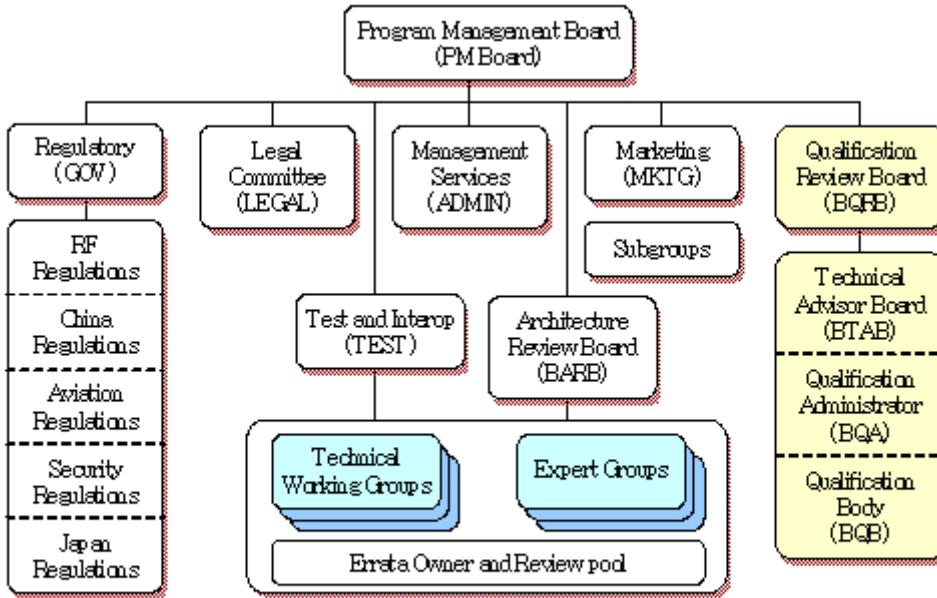 Program Management Board
(PM Board)
Regulatory
(GOV)
Legal
Committee
(LEGAL)
Management
Services
(ADMIN)
Marketing
(MKTG)
Qualification
Review Board
(BQRB)
RF
Regulations
China
Regulations
Aviation
Regulations
Security
Regulations
Japan
Regulations
Subgroups
Test and Interop
(TEST)
Architecture
Review Board
(BARB)
Technical
Advisor Board
(BTAB)
Qualification
Administrator
(BQA)
Qualification
Body
(BQB)
Technical
Working Groups
Expert Groups
Errata Owner and Review pool